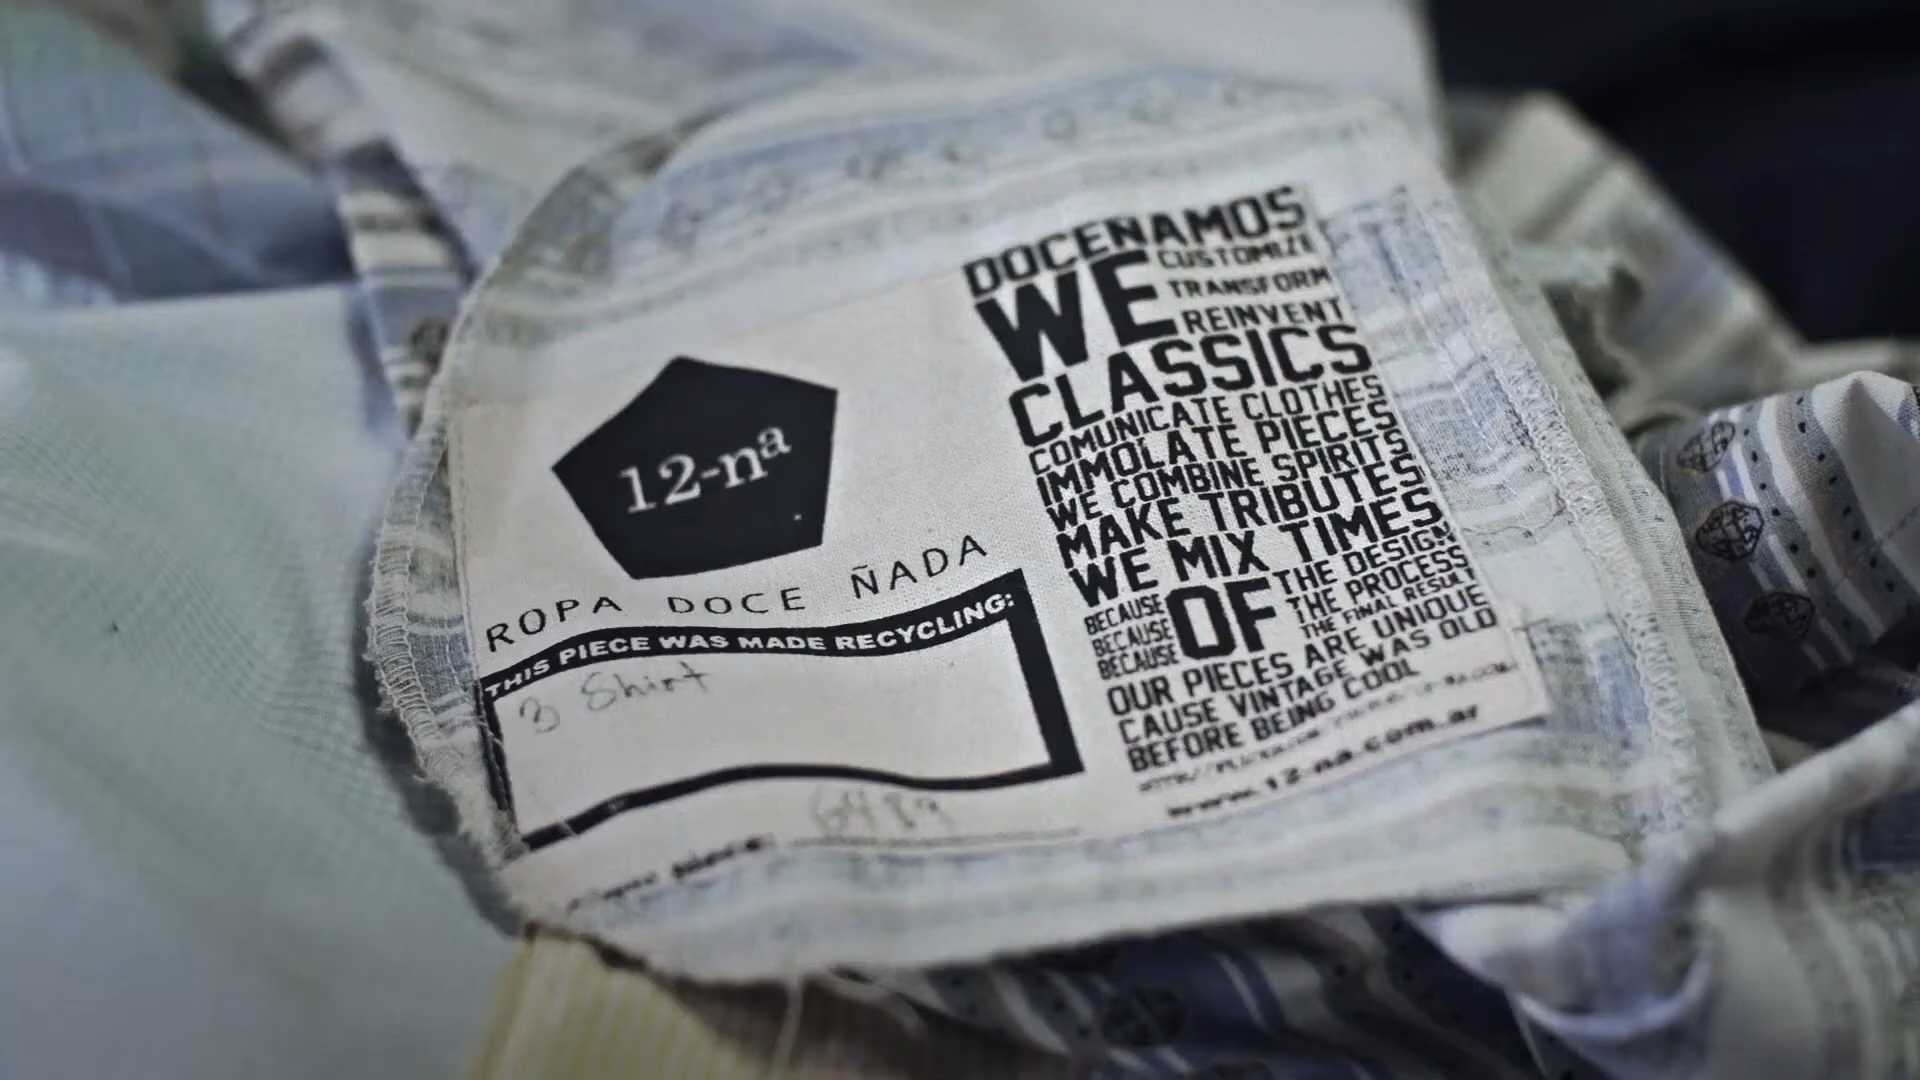 12-nª
ROPA DOCE ÑADA
THIS PIECE WAS MADE RECYCLING:
3 Shirt
DOCEÑAMOS
WE CUSTOMIZE
TRANSFORM
REINVENT
CLASSICS
COMUNICATE CLOTHES
IMMOLATE PIECES
WE COMBINE SPIRITS
MAKE TRIBUTES
WE MIX TIMES
BECAUSE OF THE DESIGN
BECAUSE THE PROCESS
BECAUSE THE FINAL RESULT
OUR PIECES ARE UNIQUE
CAUSE VINTAGE WAS OLD
BEFORE BEING COOL
www.12-na.com.ar